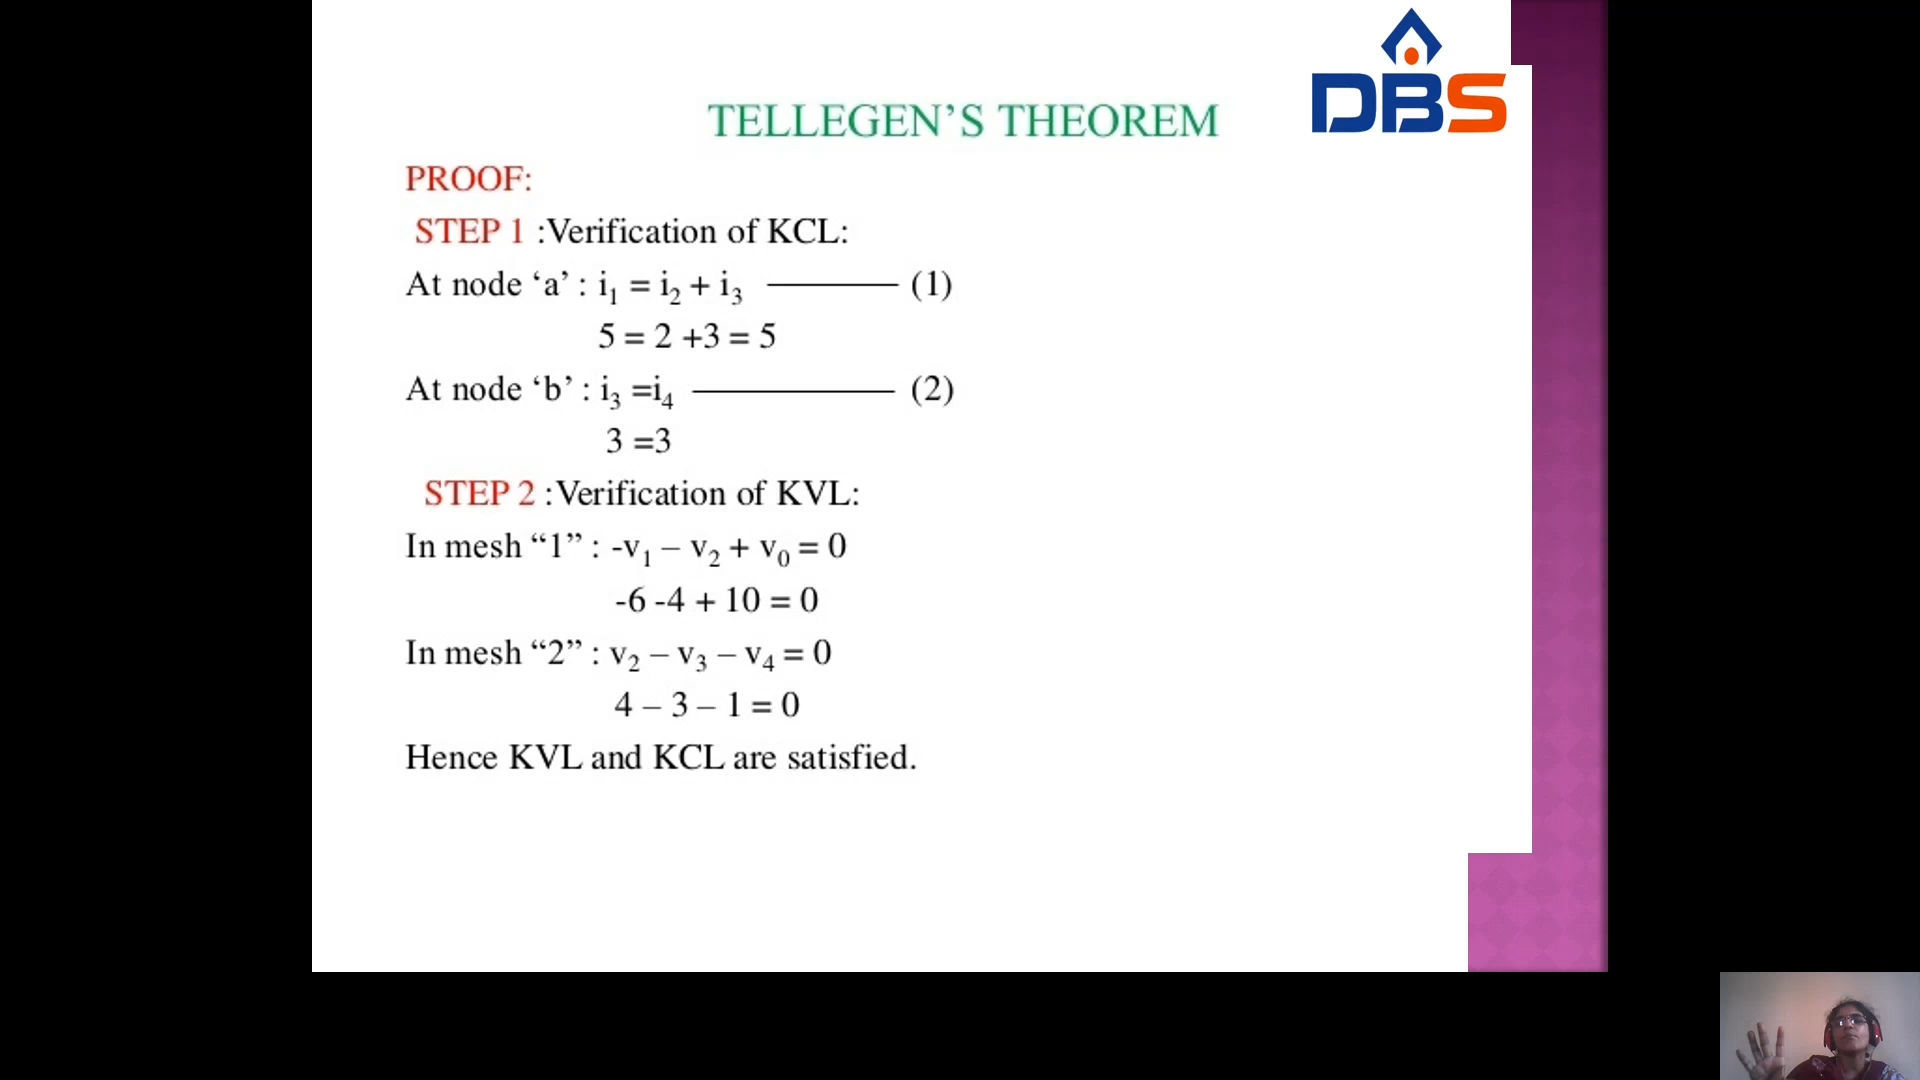 DBS
TELLEGEN’S THEOREM
PROOF:
STEP 1 :Verification of KCL:
At node ‘a’ : i₁ = i₂ + i₃ ——— (1)
5 = 2 +3 = 5
At node ‘b’ : i₃ =i₄ ——— (2)
3 =3
STEP 2 :Verification of KVL:
In mesh “1” : -v₁ – v₂ + v₀ = 0
-6 -4 + 10 = 0
In mesh “2” : v₂ – v₃ – v₄ = 0
4 – 3 – 1 = 0
Hence KVL and KCL are satisfied.